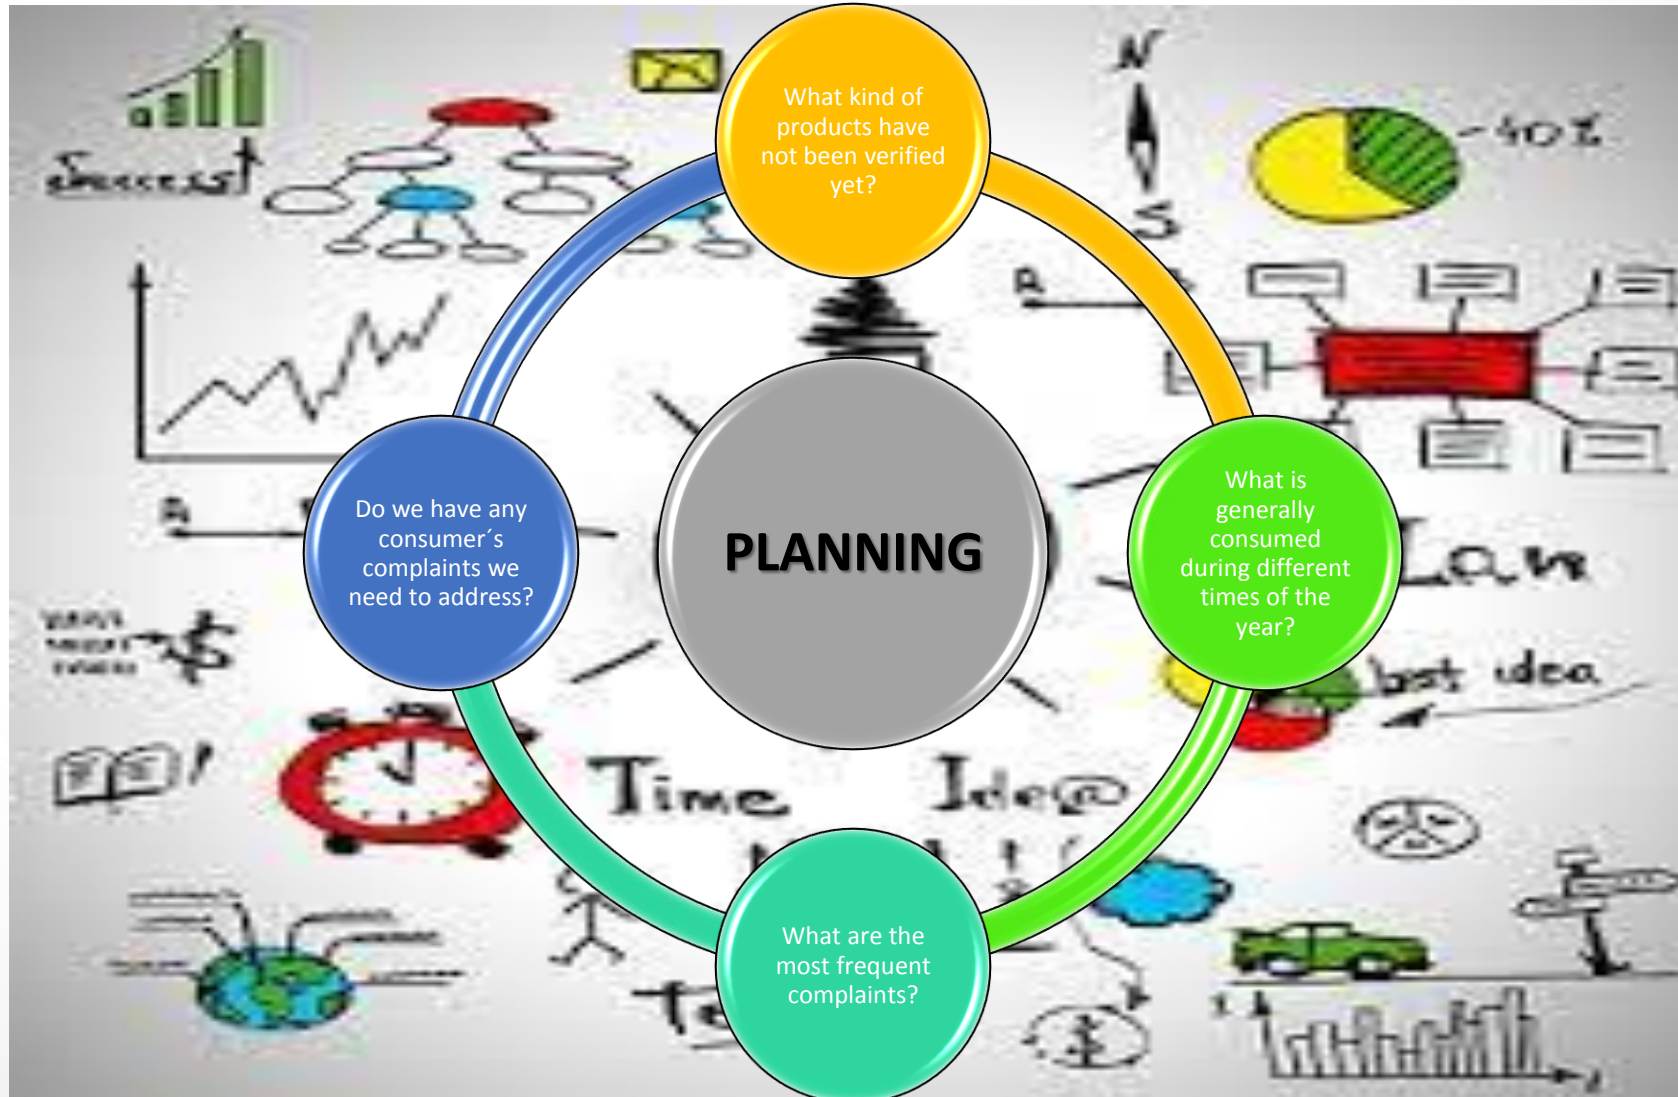 What kind of
products have
not been verified
yet?
N
S
40%
Success
A
Do we have any
consumer´s
complaints we
need to address?
PLANNING
What is
generally
consumed
during different
times of the
year?
A
$
best idea
Time
Ide@
What are the
most frequent
complaints?
$